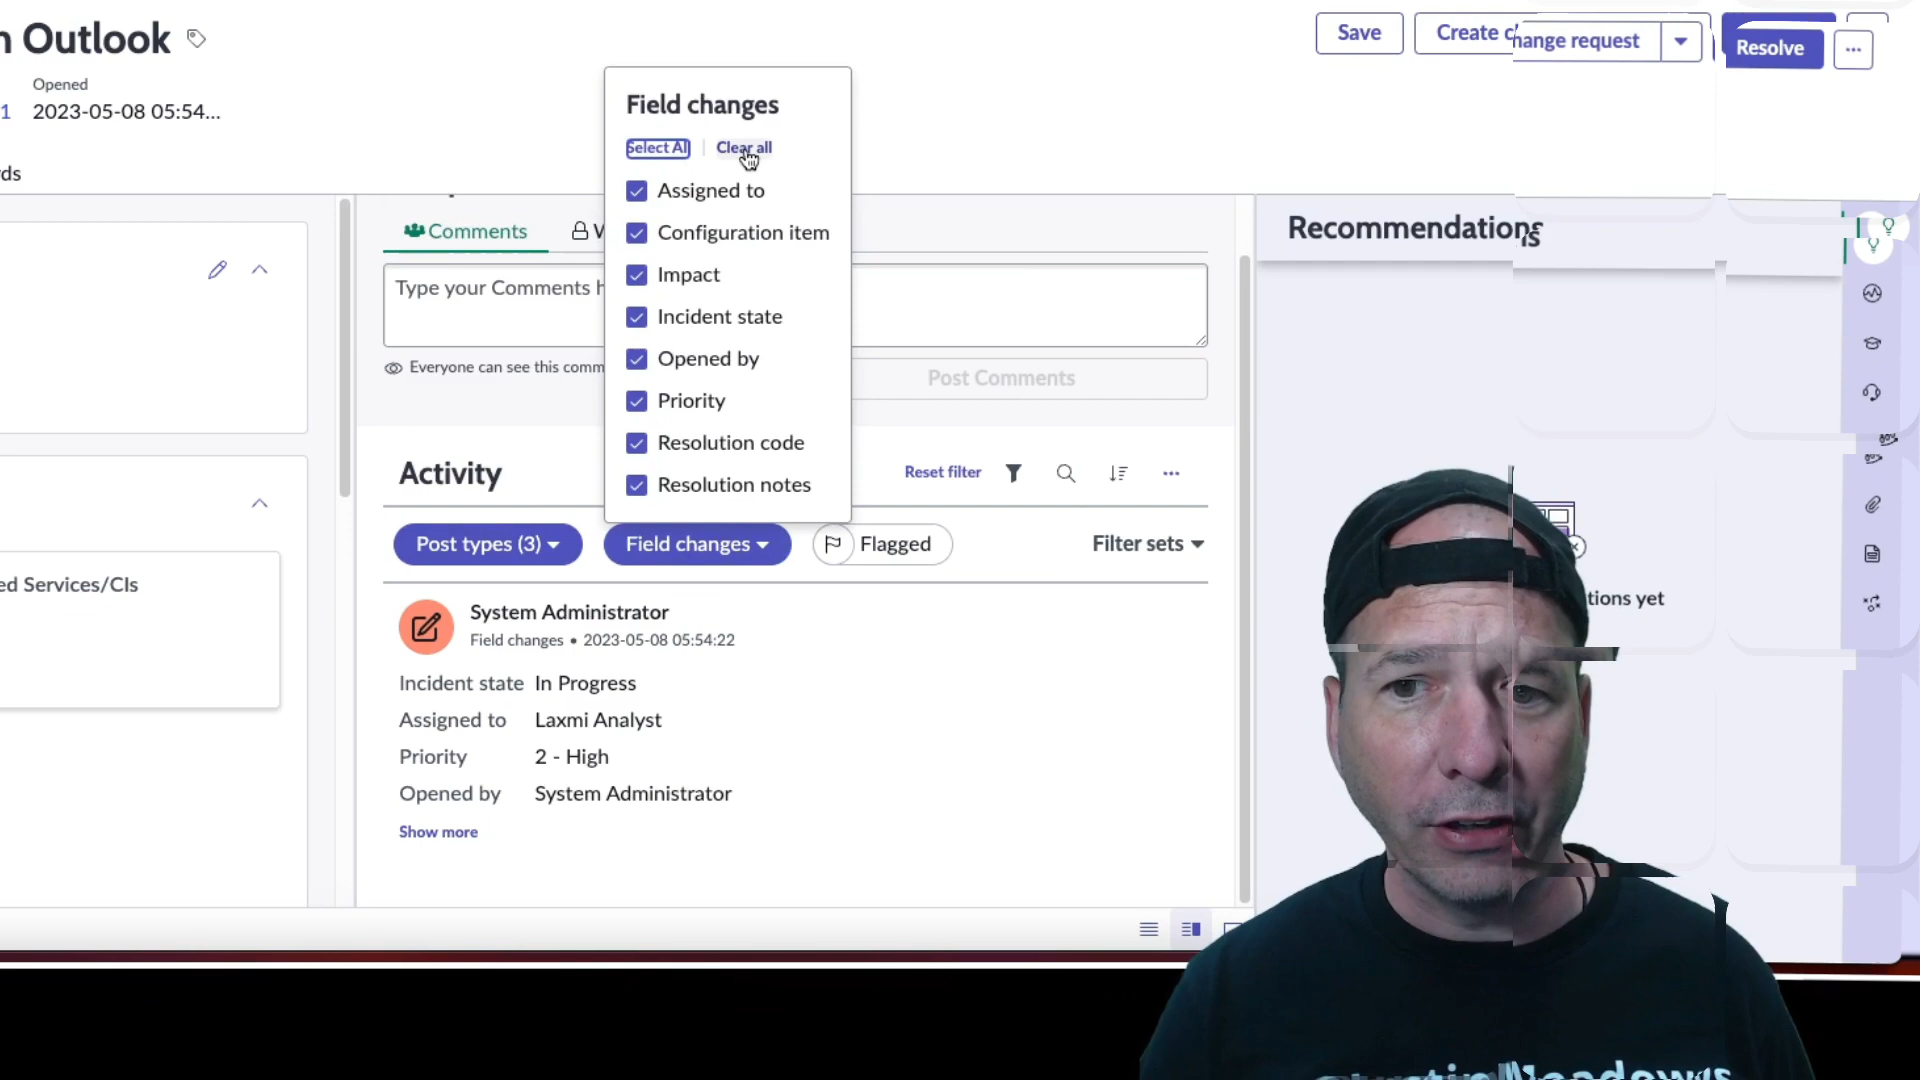 n Outlook
Save
Create change request
Resolve
Opened
1
2023-05-08 05:54...
Field changes
Select All
Clear all
Assigned to
Configuration item
Impact
Incident state
Opened by
Priority
Resolution code
Resolution notes
ds
Comments
W
Type your Comments h
Everyone can see this comm
Post Comments
Recommendations
Activity
Reset filter
Post types (3)
Field changes
Flagged
Filter sets
ed Services/CIs
System Administrator
Field changes • 2023-05-08 05:54:22
Incident state In Progress
Assigned to Laxmi Analyst
Priority 2 - High
Opened by System Administrator
Show more
tions yet